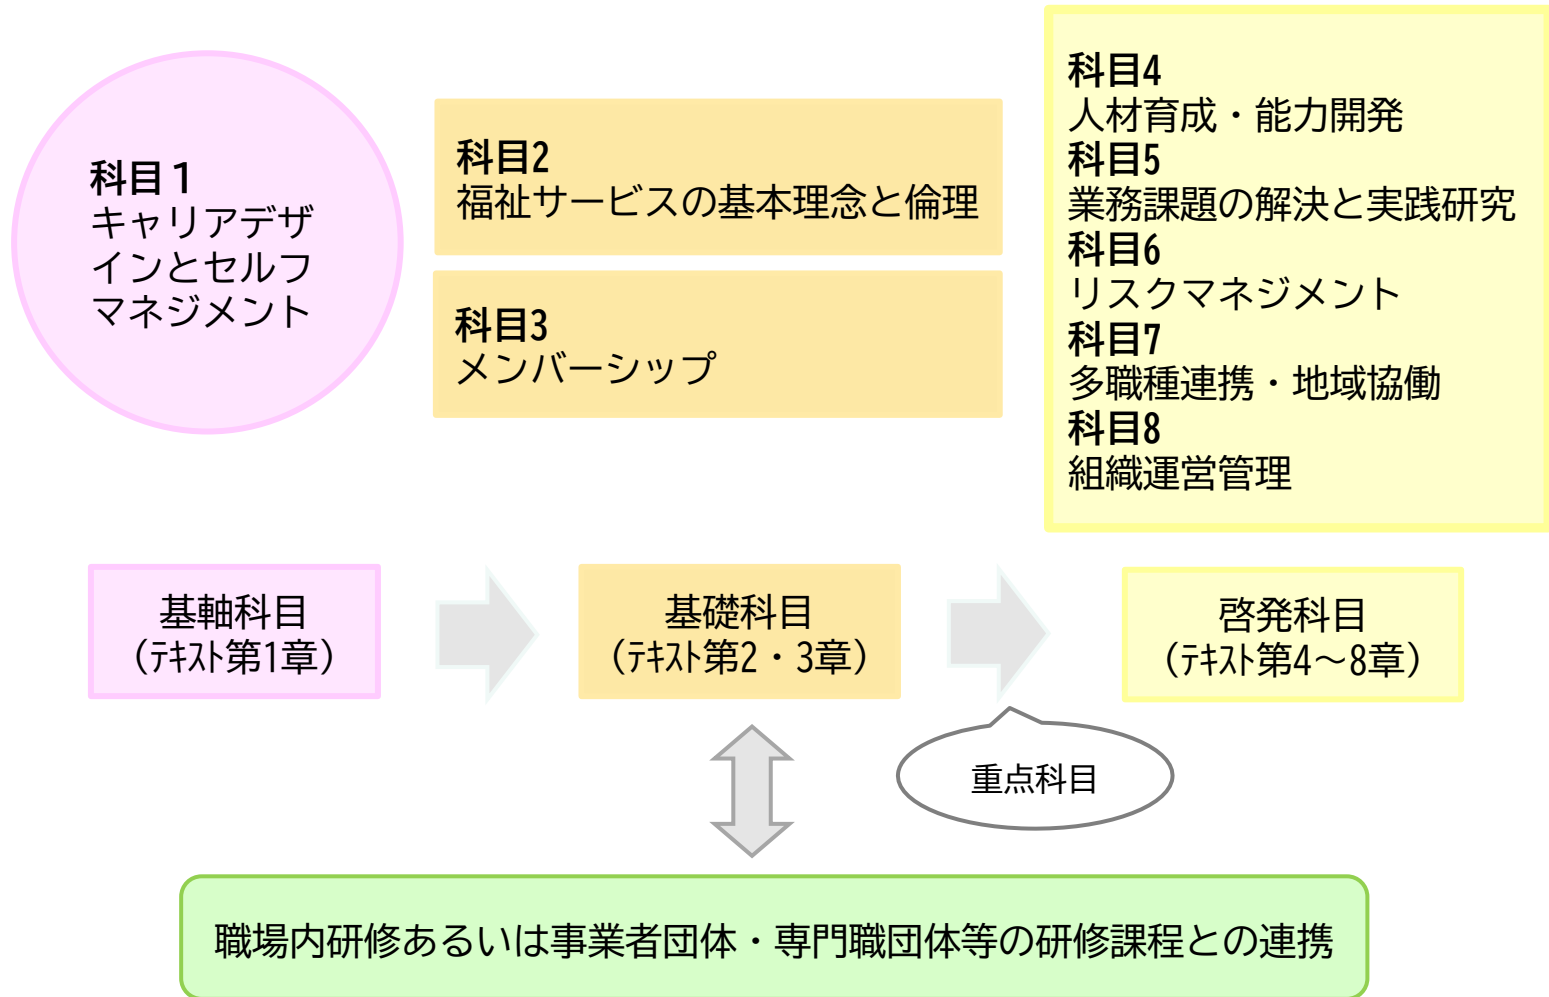 科目１
キャリアデザ
インとセルフ
マネジメント
科目2
福祉サービスの基本理念と倫理
科目3
メンバーシップ
科目4
人材育成・能力開発
科目5
業務課題の解決と実践研究
科目6
リスクマネジメント
科目7
多職種連携・地域協働
科目8
組織運営管理
基軸科目
（ﾃｷｽﾄ第1章）
基礎科目
（ﾃｷｽﾄ第2・3章）
啓発科目
（ﾃｷｽﾄ第4～8章）
重点科目
職場内研修あるいは事業者団体・専門職団体等の研修課程との連携